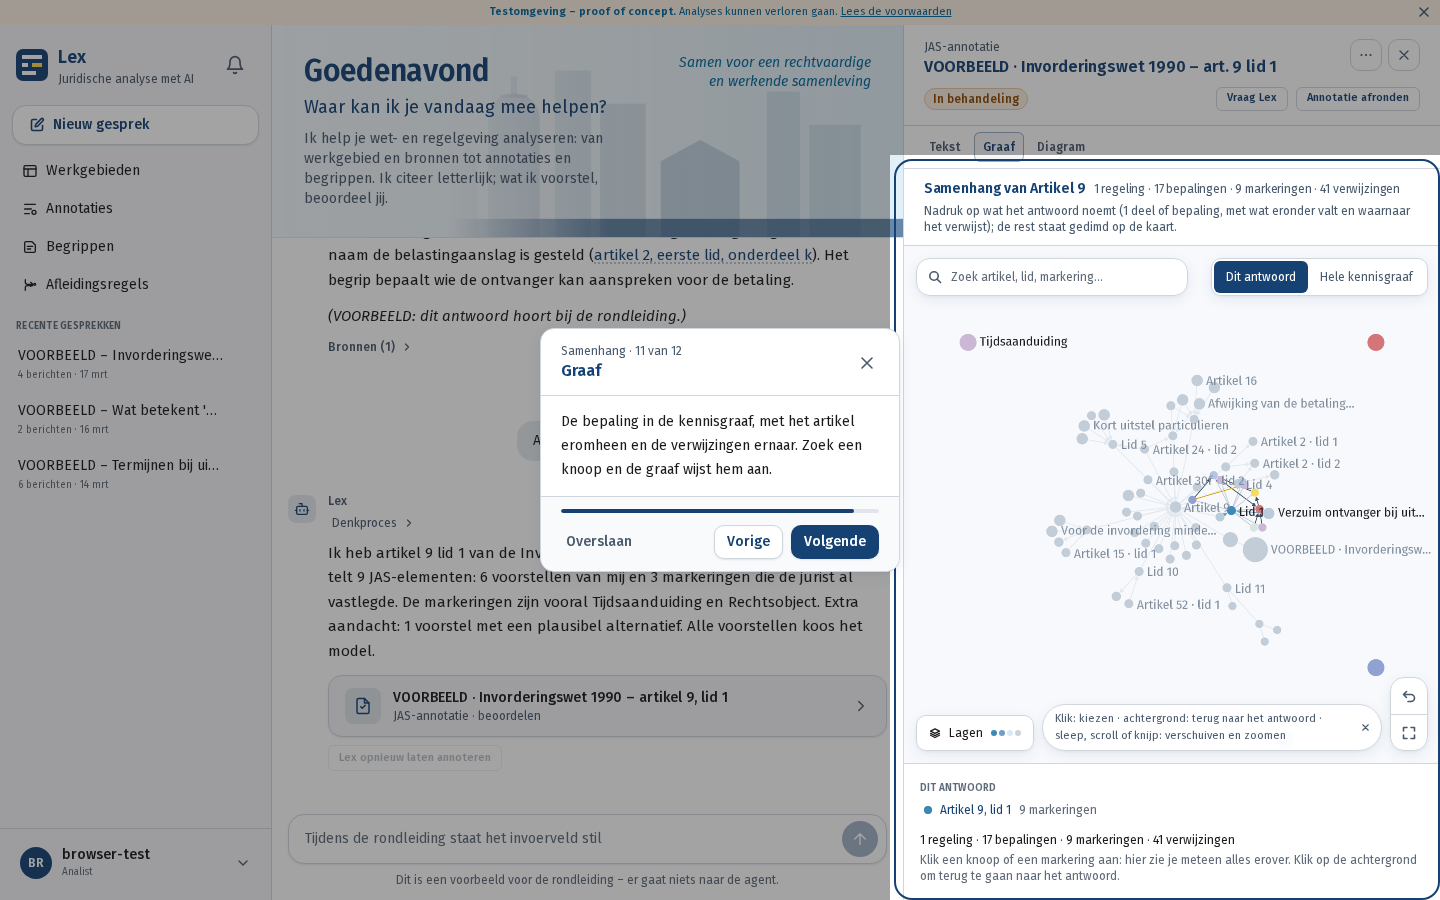 Testomgeving – proof of concept. Analyses kunnen verloren gaan. Lees de voorwaarden
Lex
Juridische analyse met AI
Nieuw gesprek
Werkgebieden
Annotaties
Begrippen
Afleidingsregels
RECENTE GESPREKKEN
VOORBEELD – Invorderingswe...
4 berichten · 17 mrt
VOORBEELD – Wat betekent '...
2 berichten · 16 mrt
VOORBEELD – Termijnen bij ui...
6 berichten · 14 mrt
BR
browser-test
Analist
Goedenavond
Waar kan ik je vandaag mee helpen?
Ik help je wet- en regelgeving analyseren: van
werkgebied en bronnen tot annotaties en
begrippen. Ik citeer letterlijk; wat ik voorstel,
beoordeel jij.
Samen voor een rechtvaardige
en werkende samenleving
naam de belastingaanslag is gesteld (artikel 2, eerste lid, onderdeel k). Het
begrip bepaalt wie de ontvanger kan aanspreken voor de betaling.
(VOORBEELD: dit antwoord hoort bij de rondleiding.)
Bronnen (1)
A
Lex
Denkproces
Ik heb artikel 9 lid 1 van de Inv
telt 9 JAS-elementen: 6 voorstellen van mij en 3 markeringen die de jurist al
vastlegde. De markeringen zijn vooral Tijdsaanduiding en Rechtsobject. Extra
aandacht: 1 voorstel met een plausibel alternatief. Alle voorstellen koos het
model.
VOORBEELD · Invorderingswet 1990 – artikel 9, lid 1
JAS-annotatie · beoordelen
Lex opnieuw laten annoteren
Tijdens de rondleiding staat het invoerveld stil
Dit is een voorbeeld voor de rondleiding – er gaat niets naar de agent.
Samenhang · 11 van 12
Graaf
De bepaling in de kennisgraaf, met het artikel
eromheen en de verwijzingen ernaar. Zoek een
knoop en de graaf wijst hem aan.
Overslaan
Vorige
Volgende
JAS-annotatie
VOORBEELD · Invorderingswet 1990 – art. 9 lid 1
In behandeling
Vraag Lex
Annotatie afronden
Tekst
Graaf
Diagram
Samenhang van Artikel 9 1 regeling · 17 bepalingen · 9 markeringen · 41 verwijzingen
Nadruk op wat het antwoord noemt (1 deel of bepaling, met wat eronder valt en waarnaar
het verwijst); de rest staat gedimd op de kaart.
Zoek artikel, lid, markering...
Dit antwoord
Hele kennisgraaf
Tijdsaanduiding
Artikel 16
Afwijking van de betaling...
Kort uitstel particulieren
Lid 5
Artikel 24 · lid 2
Artikel 2 · lid 1
Artikel 2 · lid 2
Artikel 30 · lid 2
Lid 4
Artikel 9
Lid 1
Verzuim ontvanger bij uit...
Voor de invordering minde...
VOORBEELD · Invorderingsw...
Artikel 15 · lid 1
Lid 10
Lid 11
Artikel 52 · lid 1
Lagen
Klik: kiezen · achtergrond: terug naar het antwoord ·
sleep, scroll of knijp: verschuiven en zoomen
DIT ANTWOORD
Artikel 9, lid 1 9 markeringen
1 regeling · 17 bepalingen · 9 markeringen · 41 verwijzingen
Klik een knoop of een markering aan: hier zie je meteen alles erover. Klik op de achtergrond
om terug te gaan naar het antwoord.